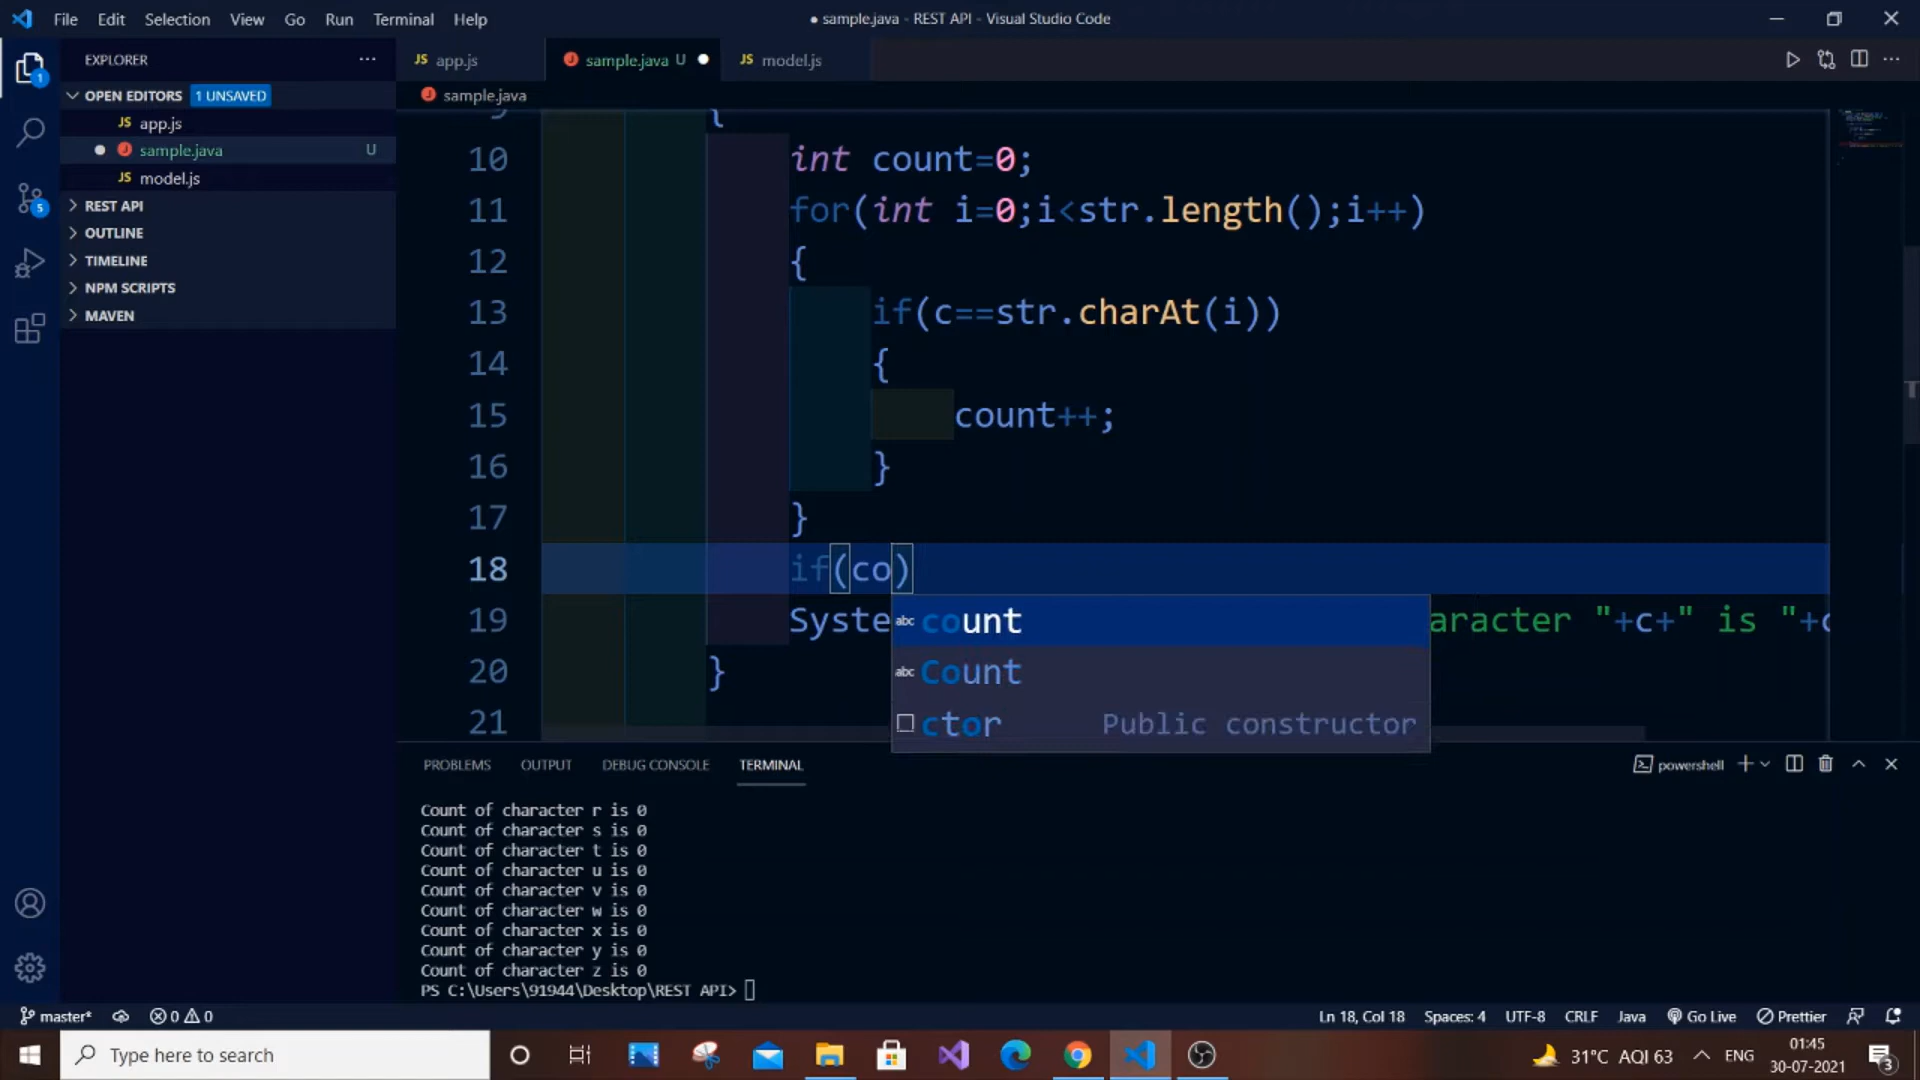 File Edit Selection View Go Run Terminal Help
● sample.java - REST API - Visual Studio Code
EXPLORER
OPEN EDITORS 1 UNSAVED
JS app.js
sample.java U
JS model.js
REST API
OUTLINE
TIMELINE
NPM SCRIPTS
MAVEN
1
5
JS app.js
sample.java U
JS model.js
sample.java
9 {
10 int count=0;
11 for(int i=0;i<str.length();i++)
12 {
13 if(c==str.charAt(i))
14 {
15 count++;
16 }
17 }
18 if(co)
19 Syste aracter "+c+" is "+c
20 }
21
abc count
abc Count
ctor Public constructor
PROBLEMS OUTPUT DEBUG CONSOLE TERMINAL
powershell
Count of character r is 0
Count of character s is 0
Count of character t is 0
Count of character u is 0
Count of character v is 0
Count of character w is 0
Count of character x is 0
Count of character y is 0
Count of character z is 0
PS C:\Users\91944\Desktop\REST API>
master* 0 0
Ln 18, Col 18 Spaces: 4 UTF-8 CRLF Java Go Live Prettier
Type here to search
31°C AQI 63 ENG
01:45
30-07-2021
3